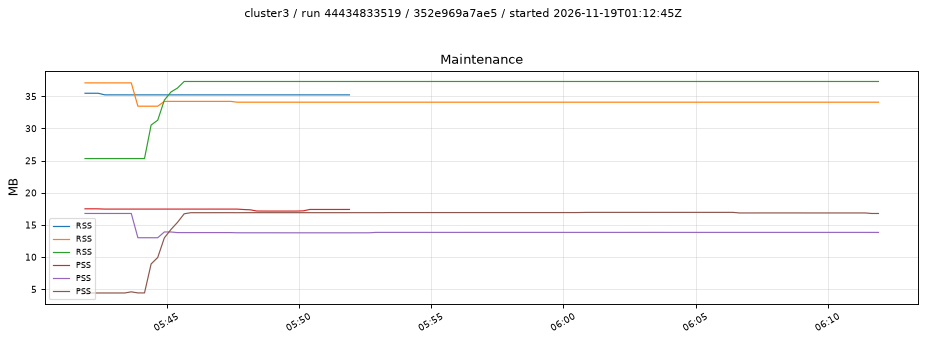 cluster3 / run 44434833519 / 352e969a7ae5 / started 2026-11-19T01:12:45Z
Maintenance
MB
35
30
25
20
15
10
5
RSS
RSS
RSS
PSS
PSS
PSS
05:45
05:50
05:55
06:00
06:05
06:10